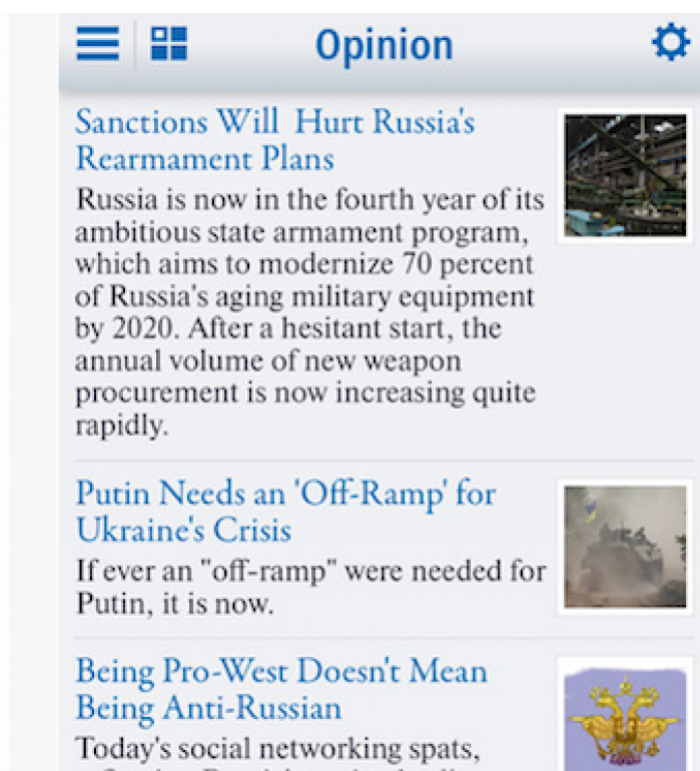 Opinion
Sanctions Will Hurt Russia's
Rearmament Plans
Russia is now in the fourth year of its
ambitious state armament program,
which aims to modernize 70 percent
of Russia's aging military equipment
by 2020. After a hesitant start, the
annual volume of new weapon
procurement is now increasing quite
rapidly.
Putin Needs an 'Off-Ramp' for
Ukraine's Crisis
If ever an "off-ramp" were needed for
Putin, it is now.
Being Pro-West Doesn't Mean
Being Anti-Russian
Today's social networking spats,